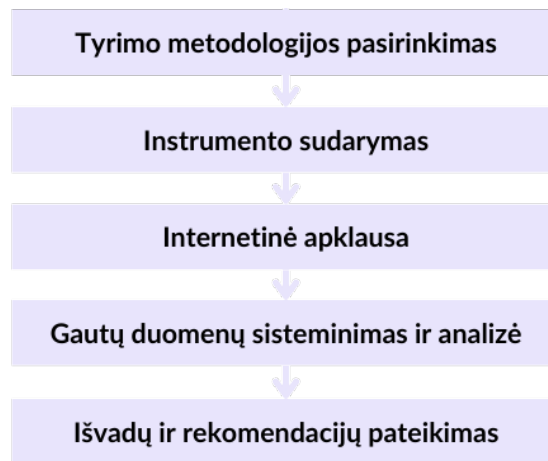 Tyrimo metodologijos pasirinkimas
Instrumento sudarymas
Internetinė apklausa
Gautų duomenų sisteminimas ir analizė
Išvadų ir rekomendacijų pateikimas